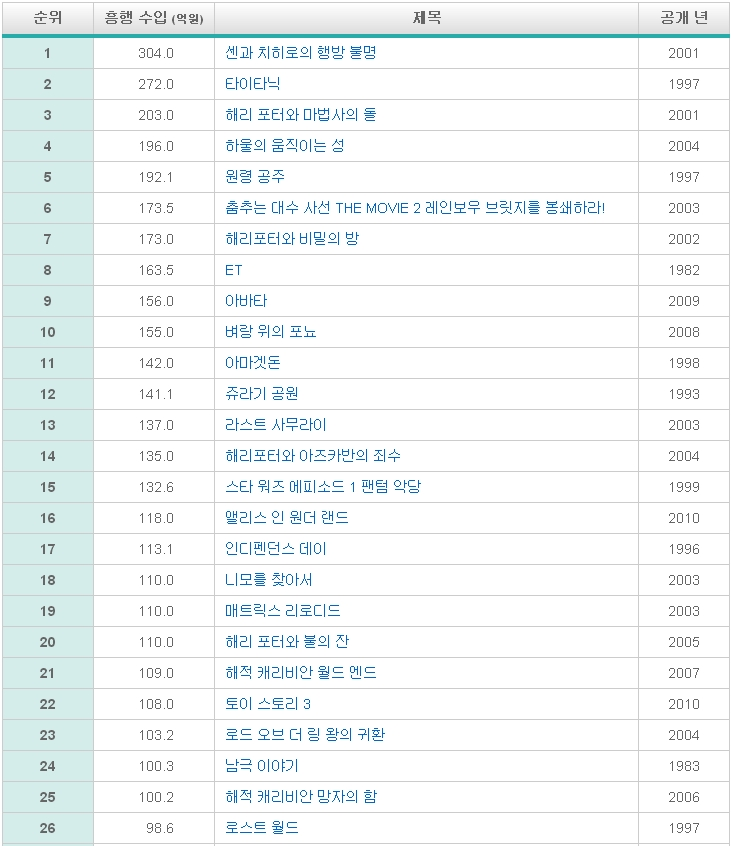 순위 흥행 수입 (억원) 제목 공개 년
1 304.0 센과 치히로의 행방 불명 2001
2 272.0 타이타닉 1997
3 203.0 해리 포터와 마법사의 돌 2001
4 196.0 하울의 움직이는 성 2004
5 192.1 원령 공주 1997
6 173.5 춤추는 대수 사선 THE MOVIE 2 레인보우 브릿지를 봉쇄하라! 2003
7 173.0 해리포터와 비밀의 방 2002
8 163.5 ET 1982
9 156.0 아바타 2009
10 155.0 벼랑 위의 포뇨 2008
11 142.0 아마겟돈 1998
12 141.1 쥬라기 공원 1993
13 137.0 라스트 사무라이 2003
14 135.0 해리포터와 아즈카반의 죄수 2004
15 132.6 스타 워즈 에피소드 1 팬텀 악당 1999
16 118.0 앨리스 인 원더 랜드 2010
17 113.1 인디펜던스 데이 1996
18 110.0 니모를 찾아서 2003
19 110.0 매트릭스 리로디드 2003
20 110.0 해리 포터와 불의 잔 2005
21 109.0 해적 캐리비안 월드 엔드 2007
22 108.0 토이 스토리 3 2010
23 103.2 로드 오브 더 링 왕의 귀환 2004
24 100.3 남극 이야기 1983
25 100.2 해적 캐리비안 망자의 함 2006
26 98.6 로스트 월드 1997